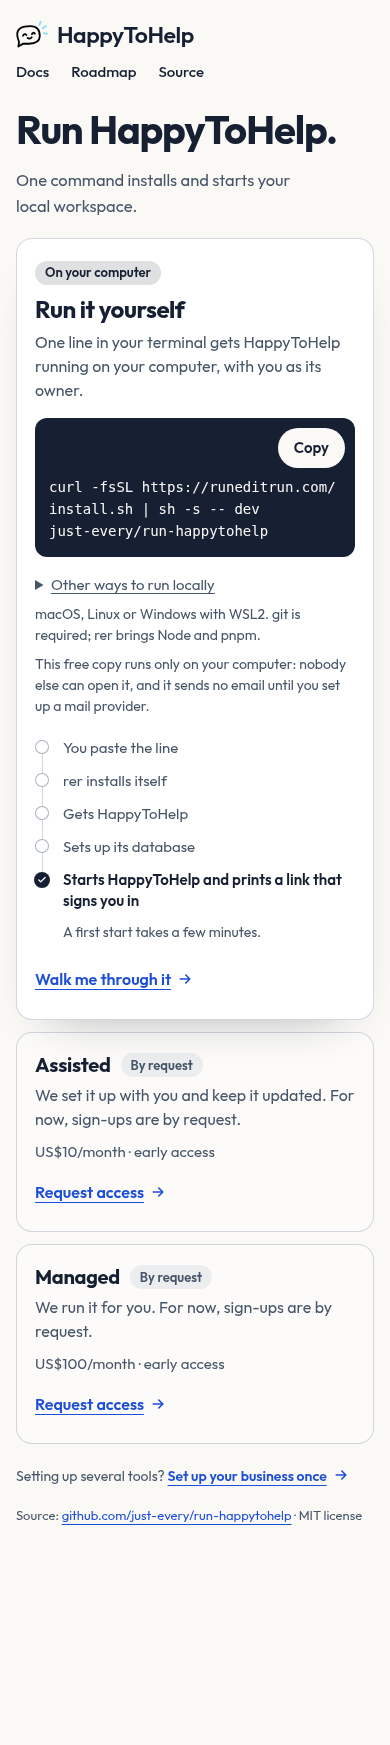 HappyToHelp
Docs Roadmap Source
Run HappyToHelp.
One command installs and starts your
local workspace.
On your computer
Run it yourself
One line in your terminal gets HappyToHelp
running on your computer, with you as its
owner.
Copy
curl -fsSL https://runeditrun.com/
install.sh | sh -s -- dev
just-every/run-happytohelp
Other ways to run locally
macOS, Linux or Windows with WSL2. git is
required; rer brings Node and pnpm.
This free copy runs only on your computer: nobody
else can open it, and it sends no email until you set
up a mail provider.
You paste the line
rer installs itself
Gets HappyToHelp
Sets up its database
Starts HappyToHelp and prints a link that
signs you in
A first start takes a few minutes.
Walk me through it →
Assisted By request
We set it up with you and keep it updated. For
now, sign-ups are by request.
US$10/month · early access
Request access →
Managed By request
We run it for you. For now, sign-ups are by
request.
US$100/month · early access
Request access →
Setting up several tools? Set up your business once →
Source: github.com/just-every/run-happytohelp · MIT license